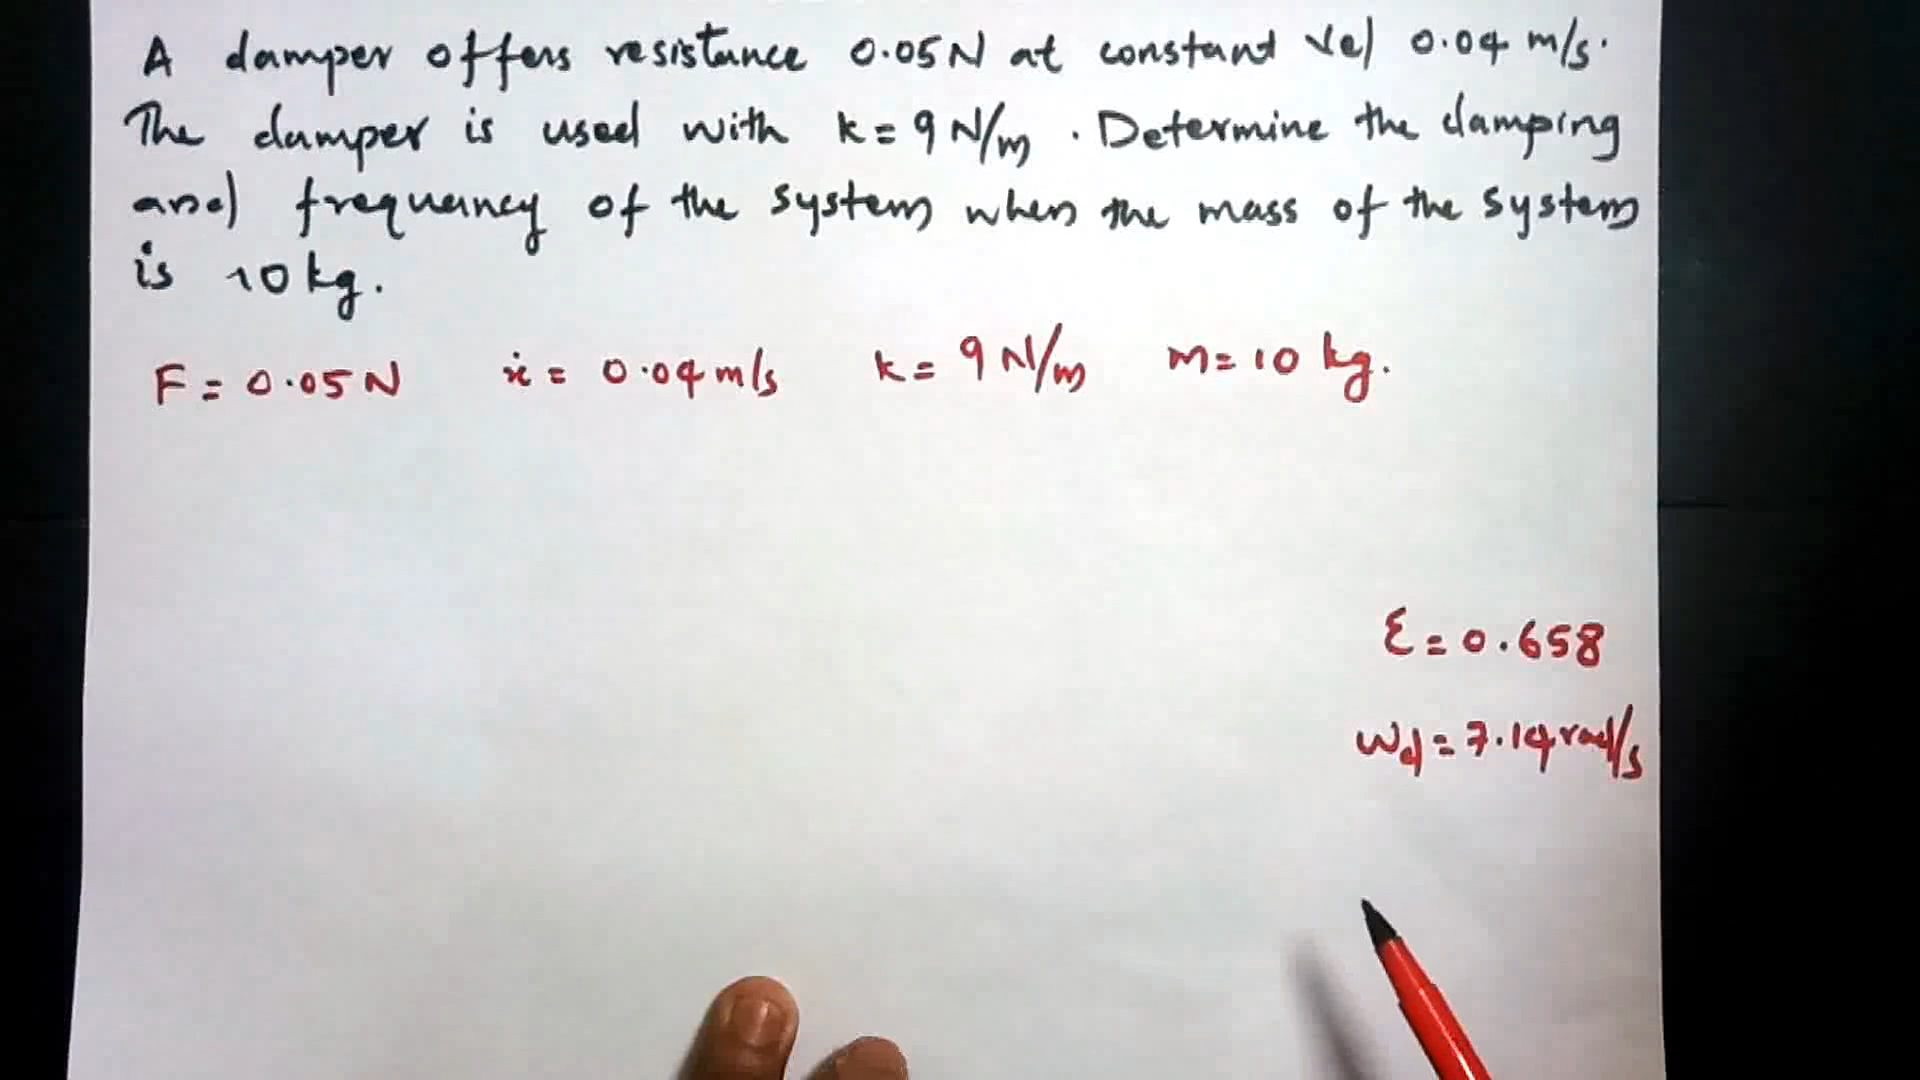 A damper offers resistance 0.05N at constant vel 0.04 m/s.
The damper is used with k = 9 N/m . Determine the damping
and frequency of the system when the mass of the system
is 10 kg.
F = 0.05 N ẋ = 0.04 m/s k = 9 N/m m = 10 kg.
ξ = 0.658
ωd = 7.14 rad/s